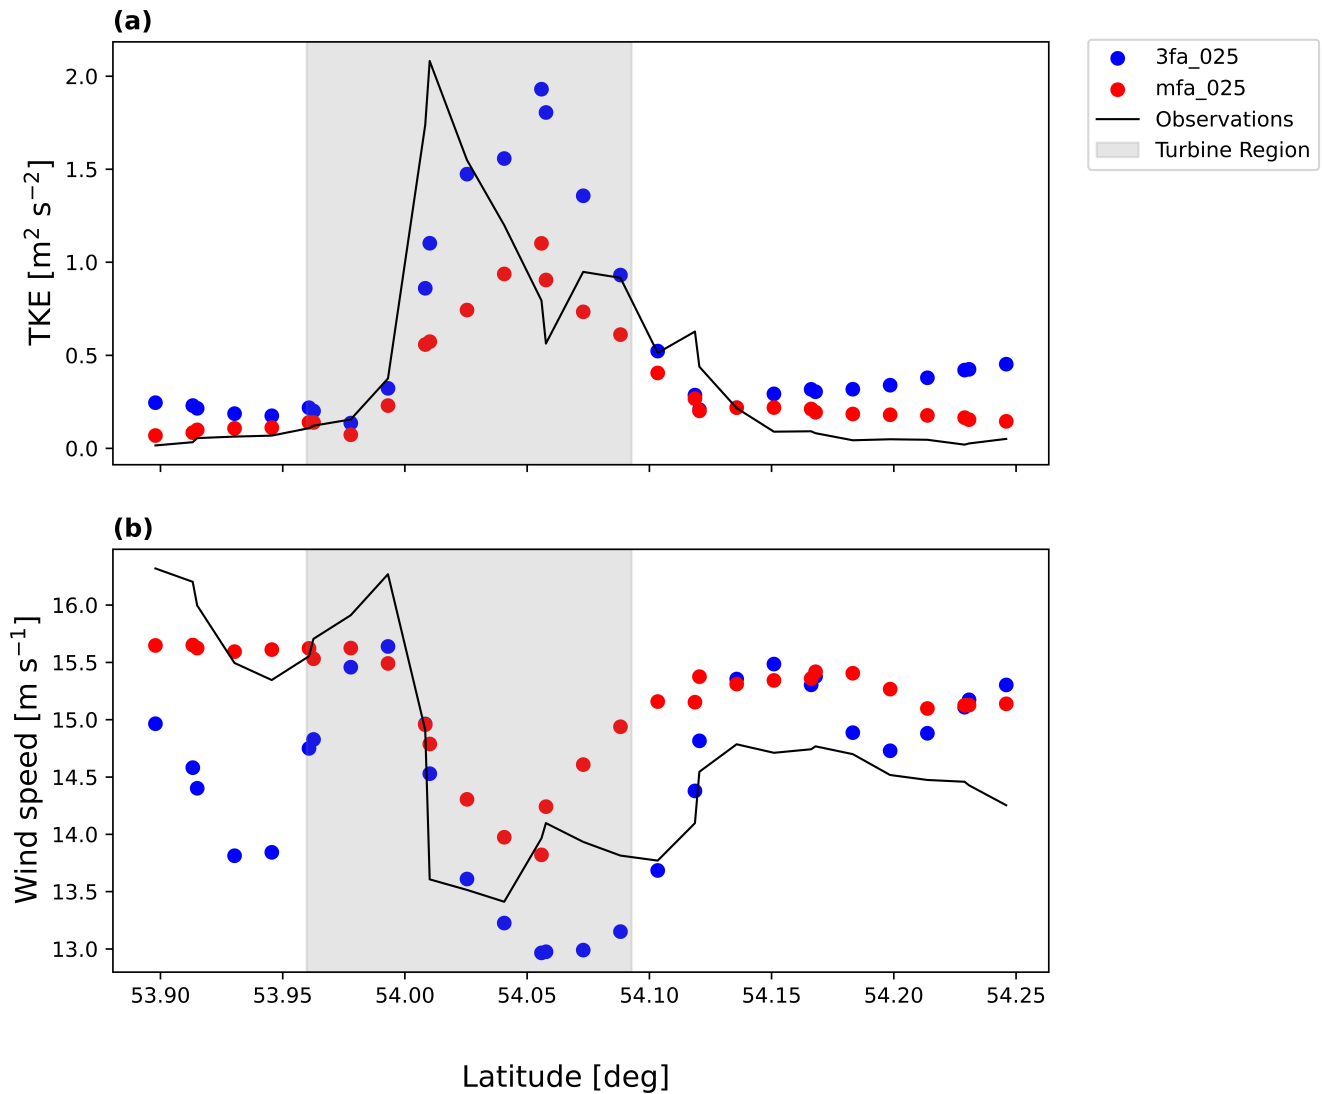 (a)
3fa_025
mfa_025
Observations
Turbine Region
TKE [m² s⁻²]
2.0
1.5
1.0
0.5
0.0
(b)
Wind speed [m s⁻¹]
16.0
15.5
15.0
14.5
14.0
13.5
13.0
53.90 53.95 54.00 54.05 54.10 54.15 54.20 54.25
Latitude [deg]